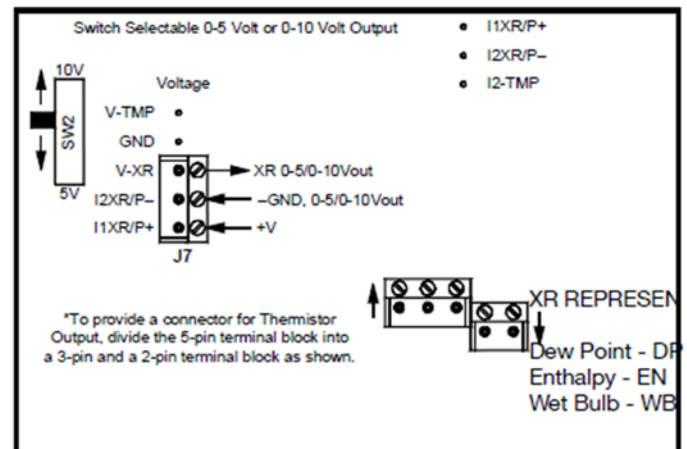 Switch Selectable 0-5 Volt or 0-10 Volt Output
• I1XR/P+
• I2XR/P–
• I2-TMP
10V
SW2
5V
Voltage
V-TMP
GND
V-XR
XR 0-5/0-10Vout
I2XR/P–
–GND, 0-5/0-10Vout
I1XR/P+
+V
J7
*To provide a connector for Thermistor
Output, divide the 5-pin terminal block into
a 3-pin and a 2-pin terminal block as shown.
XR REPRESEN
Dew Point - DP
Enthalpy - EN
Wet Bulb - WB